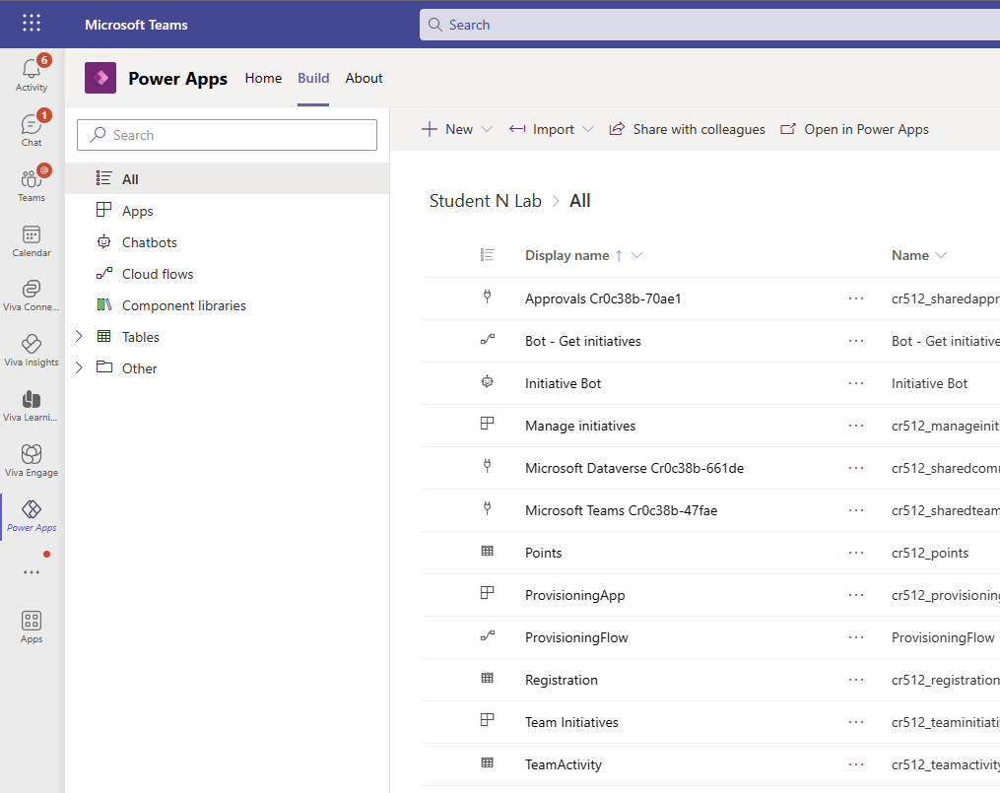 Microsoft Teams
Search
6
Activity
1
Chat
@
Teams
Calendar
Viva Conne...
Viva Insights
Viva Learni...
Viva Engage
Power Apps
...
Apps
Power Apps Home Build About
Search
All
Apps
Chatbots
Cloud flows
Component libraries
Tables
Other
New Import Share with colleagues Open in Power Apps
Student N Lab > All
Display name ↑ Name
Approvals Cr0c38b-70ae1 ... cr512_sharedappr
Bot - Get initiatives ... Bot - Get initiative
Initiative Bot ... Initiative Bot
Manage initiatives ... cr512_manageinit
Microsoft Dataverse Cr0c38b-661de ... cr512_sharedcom
Microsoft Teams Cr0c38b-47fae ... cr512_sharedteam
Points ... cr512_points
ProvisioningApp ... cr512_provisioning
ProvisioningFlow ... ProvisioningFlow
Registration ... cr512_registration
Team Initiatives ... cr512_teaminitiati
TeamActivity ... cr512_teamactivity